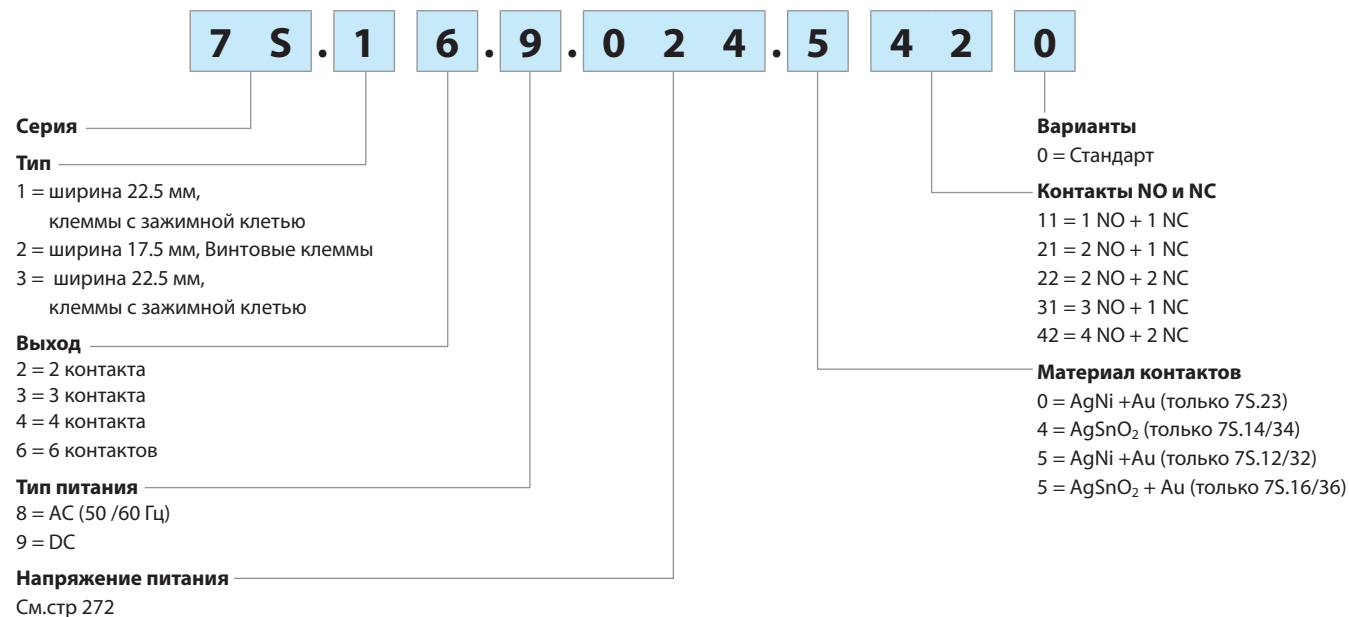 7 S . 1 6 . 9 . 0 2 4 . 5 4 2 0
Серия
Тип
1 = ширина 22.5 мм,
клеммы с зажимной клетью
2 = ширина 17.5 мм, Винтовые клеммы
3 = ширина 22.5 мм,
клеммы с зажимной клетью
Выход
2 = 2 контакта
3 = 3 контакта
4 = 4 контакта
6 = 6 контактов
Тип питания
8 = AC (50 /60 Гц)
9 = DC
Напряжение питания
См.стр 272
Варианты
0 = Стандарт
Контакты NO и NC
11 = 1 NO + 1 NC
21 = 2 NO + 1 NC
22 = 2 NO + 2 NC
31 = 3 NO + 1 NC
42 = 4 NO + 2 NC
Материал контактов
0 = AgNi +Au (только 7S.23)
4 = AgSnO₂ (только 7S.14/34)
5 = AgNi +Au (только 7S.12/32)
5 = AgSnO₂ + Au (только 7S.16/36)